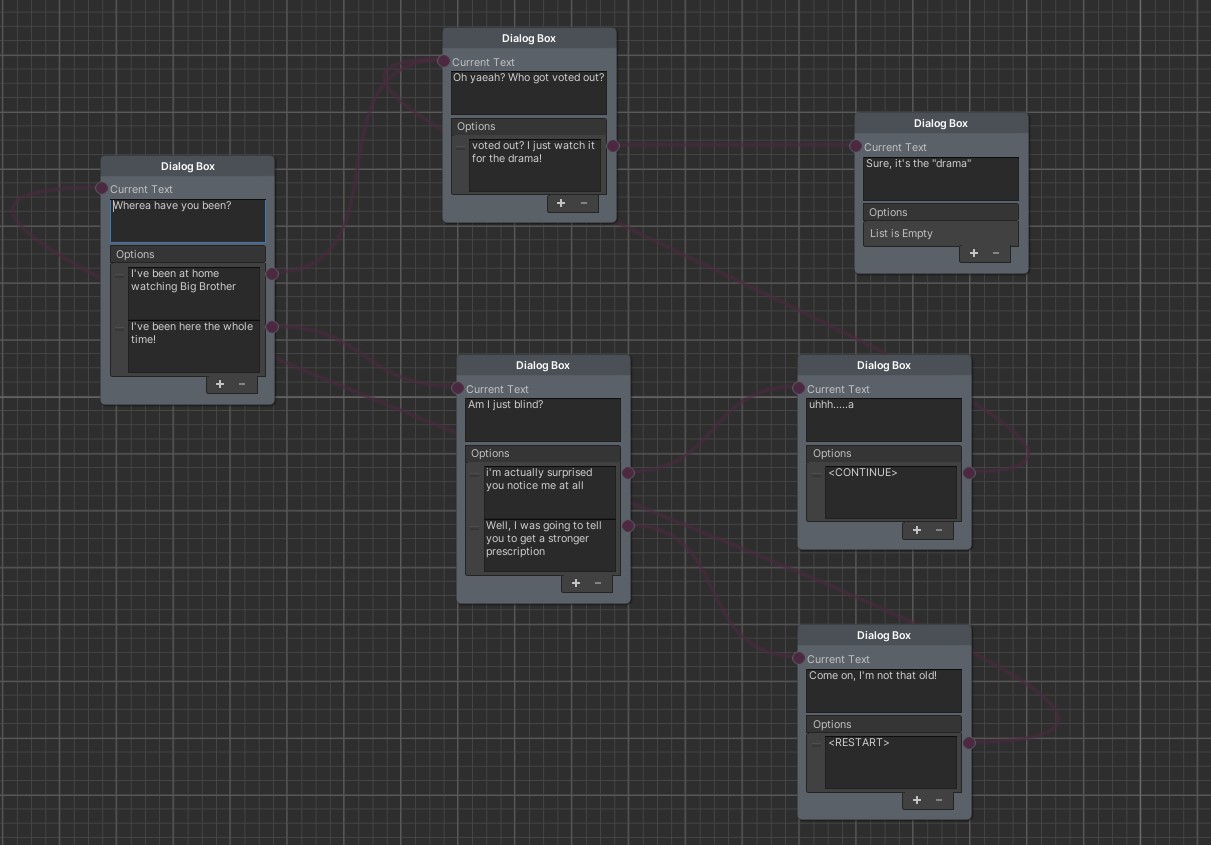 Dialog Box
Current Text
Oh yaeah? Who got voted out?
Options
voted out? I just watch it
for the drama!
+ −
Dialog Box
Current Text
Sure, it's the "drama"
Options
List is Empty
+ −
Dialog Box
Current Text
Wherea have you been?
Options
I've been at home
watching Big Brother
I've been here the whole
time!
+ −
Dialog Box
Current Text
Am I just blind?
Options
i'm actually surprised
you notice me at all
Well, I was going to tell
you to get a stronger
prescription
+ −
Dialog Box
Current Text
uhhh.....a
Options
<CONTINUE>
+ −
Dialog Box
Current Text
Come on, I'm not that old!
Options
<RESTART>
+ −